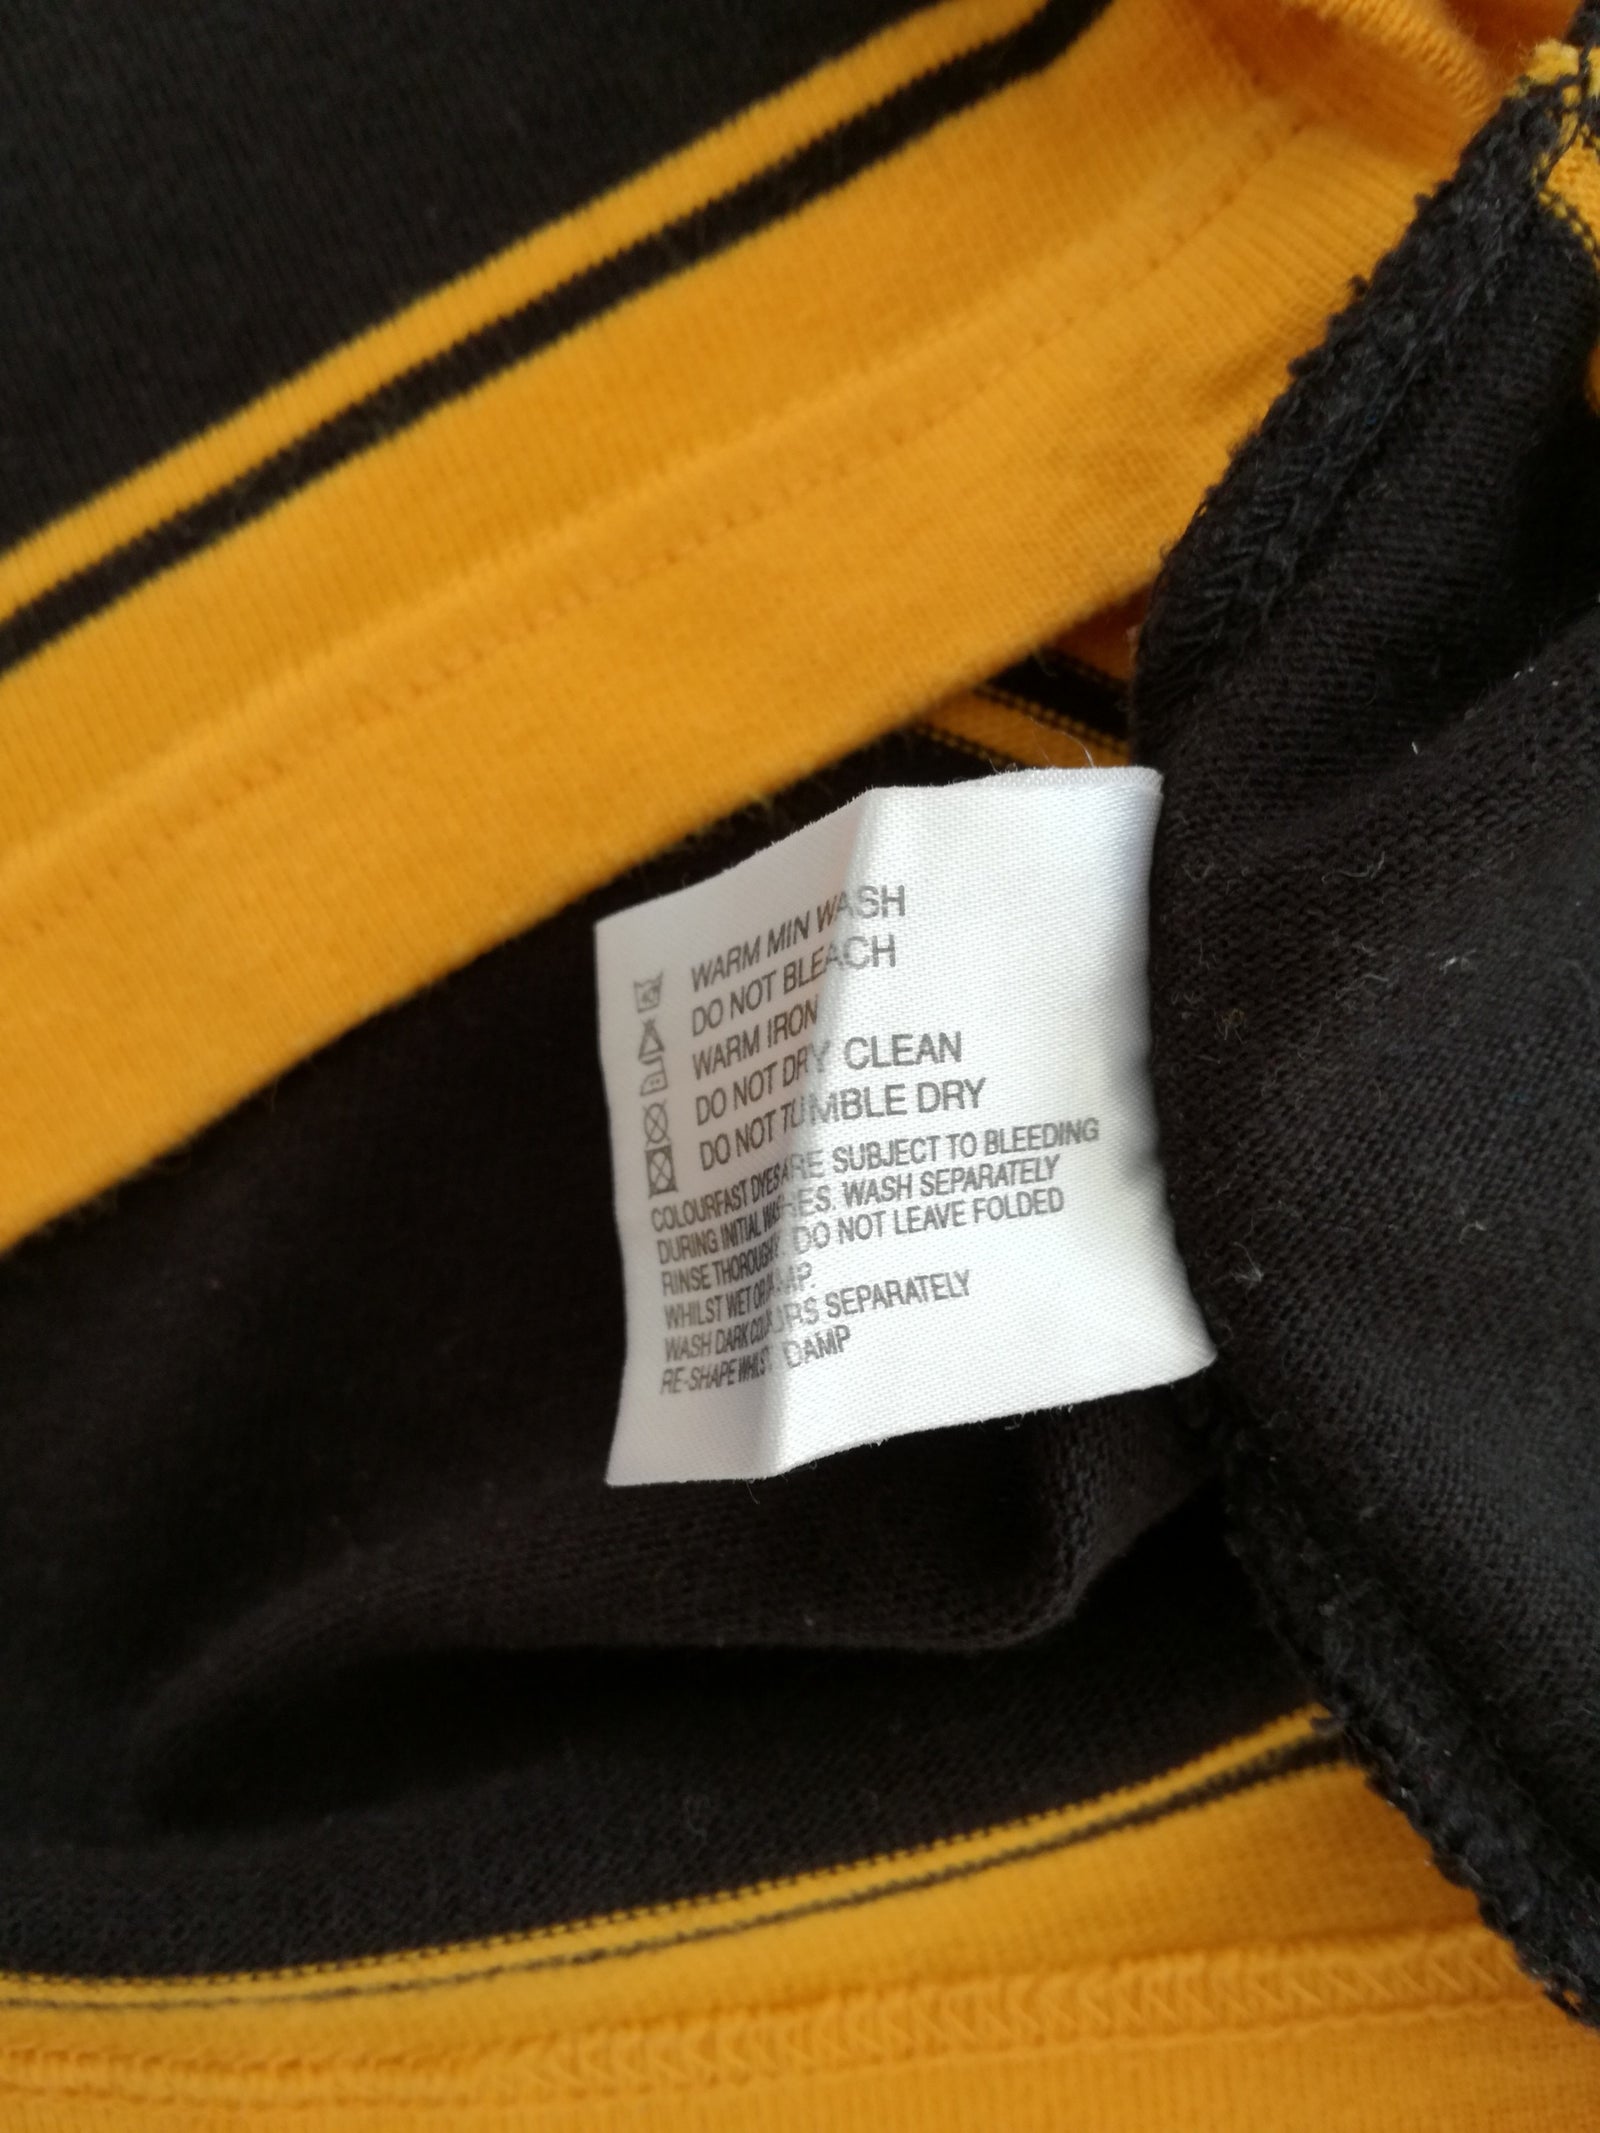 WARM MIN WASH
DO NOT BLEACH
WARM IRON
DO NOT DRY CLEAN
DO NOT TUMBLE DRY
COLOURFAST DYES ARE SUBJECT TO BLEEDING
DURING INITIAL WASHES. WASH SEPARATELY
RINSE THOROUGHLY. DO NOT LEAVE FOLDED
WHILST WET OR DAMP.
WASH DARK COLOURS SEPARATELY
RE-SHAPE WHILST DAMP